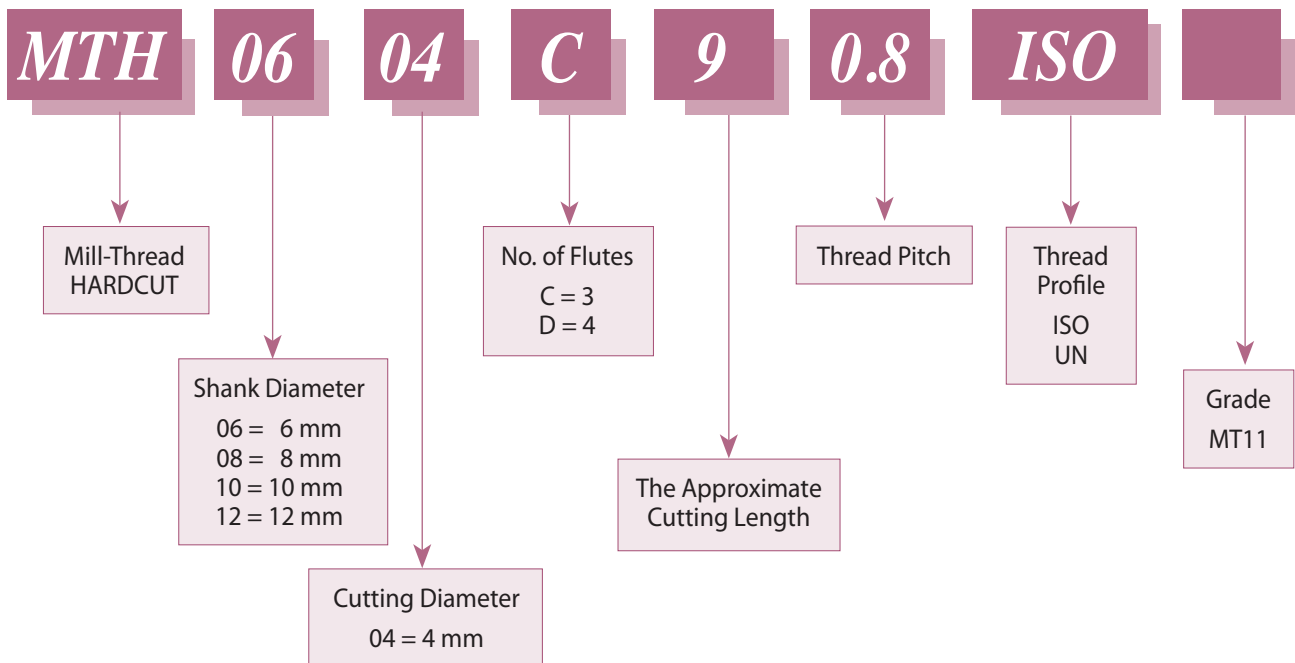 MTH 06 04 C 9 0.8 ISO
Mill-Thread
HARDCUT
Shank Diameter
06 = 6 mm
08 = 8 mm
10 = 10 mm
12 = 12 mm
Cutting Diameter
04 = 4 mm
No. of Flutes
C = 3
D = 4
The Approximate
Cutting Length
Thread Pitch
Thread
Profile
ISO
UN
Grade
MT11